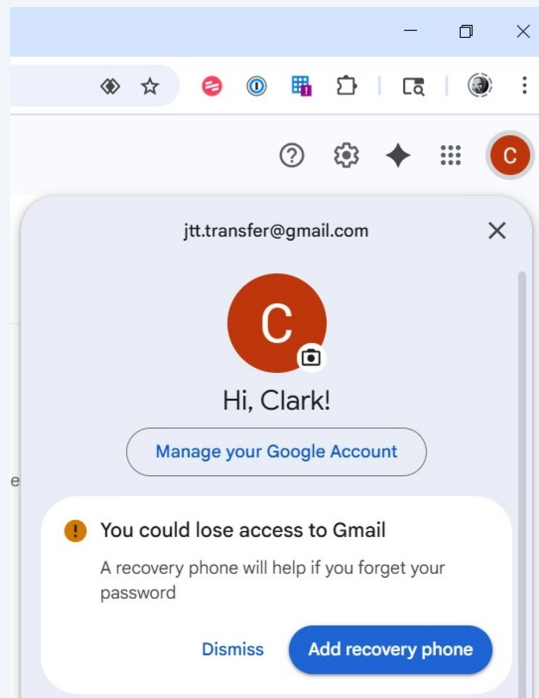 C
jtt.transfer@gmail.com
C
Hi, Clark!
Manage your Google Account
e
You could lose access to Gmail
A recovery phone will help if you forget your
password
Dismiss
Add recovery phone